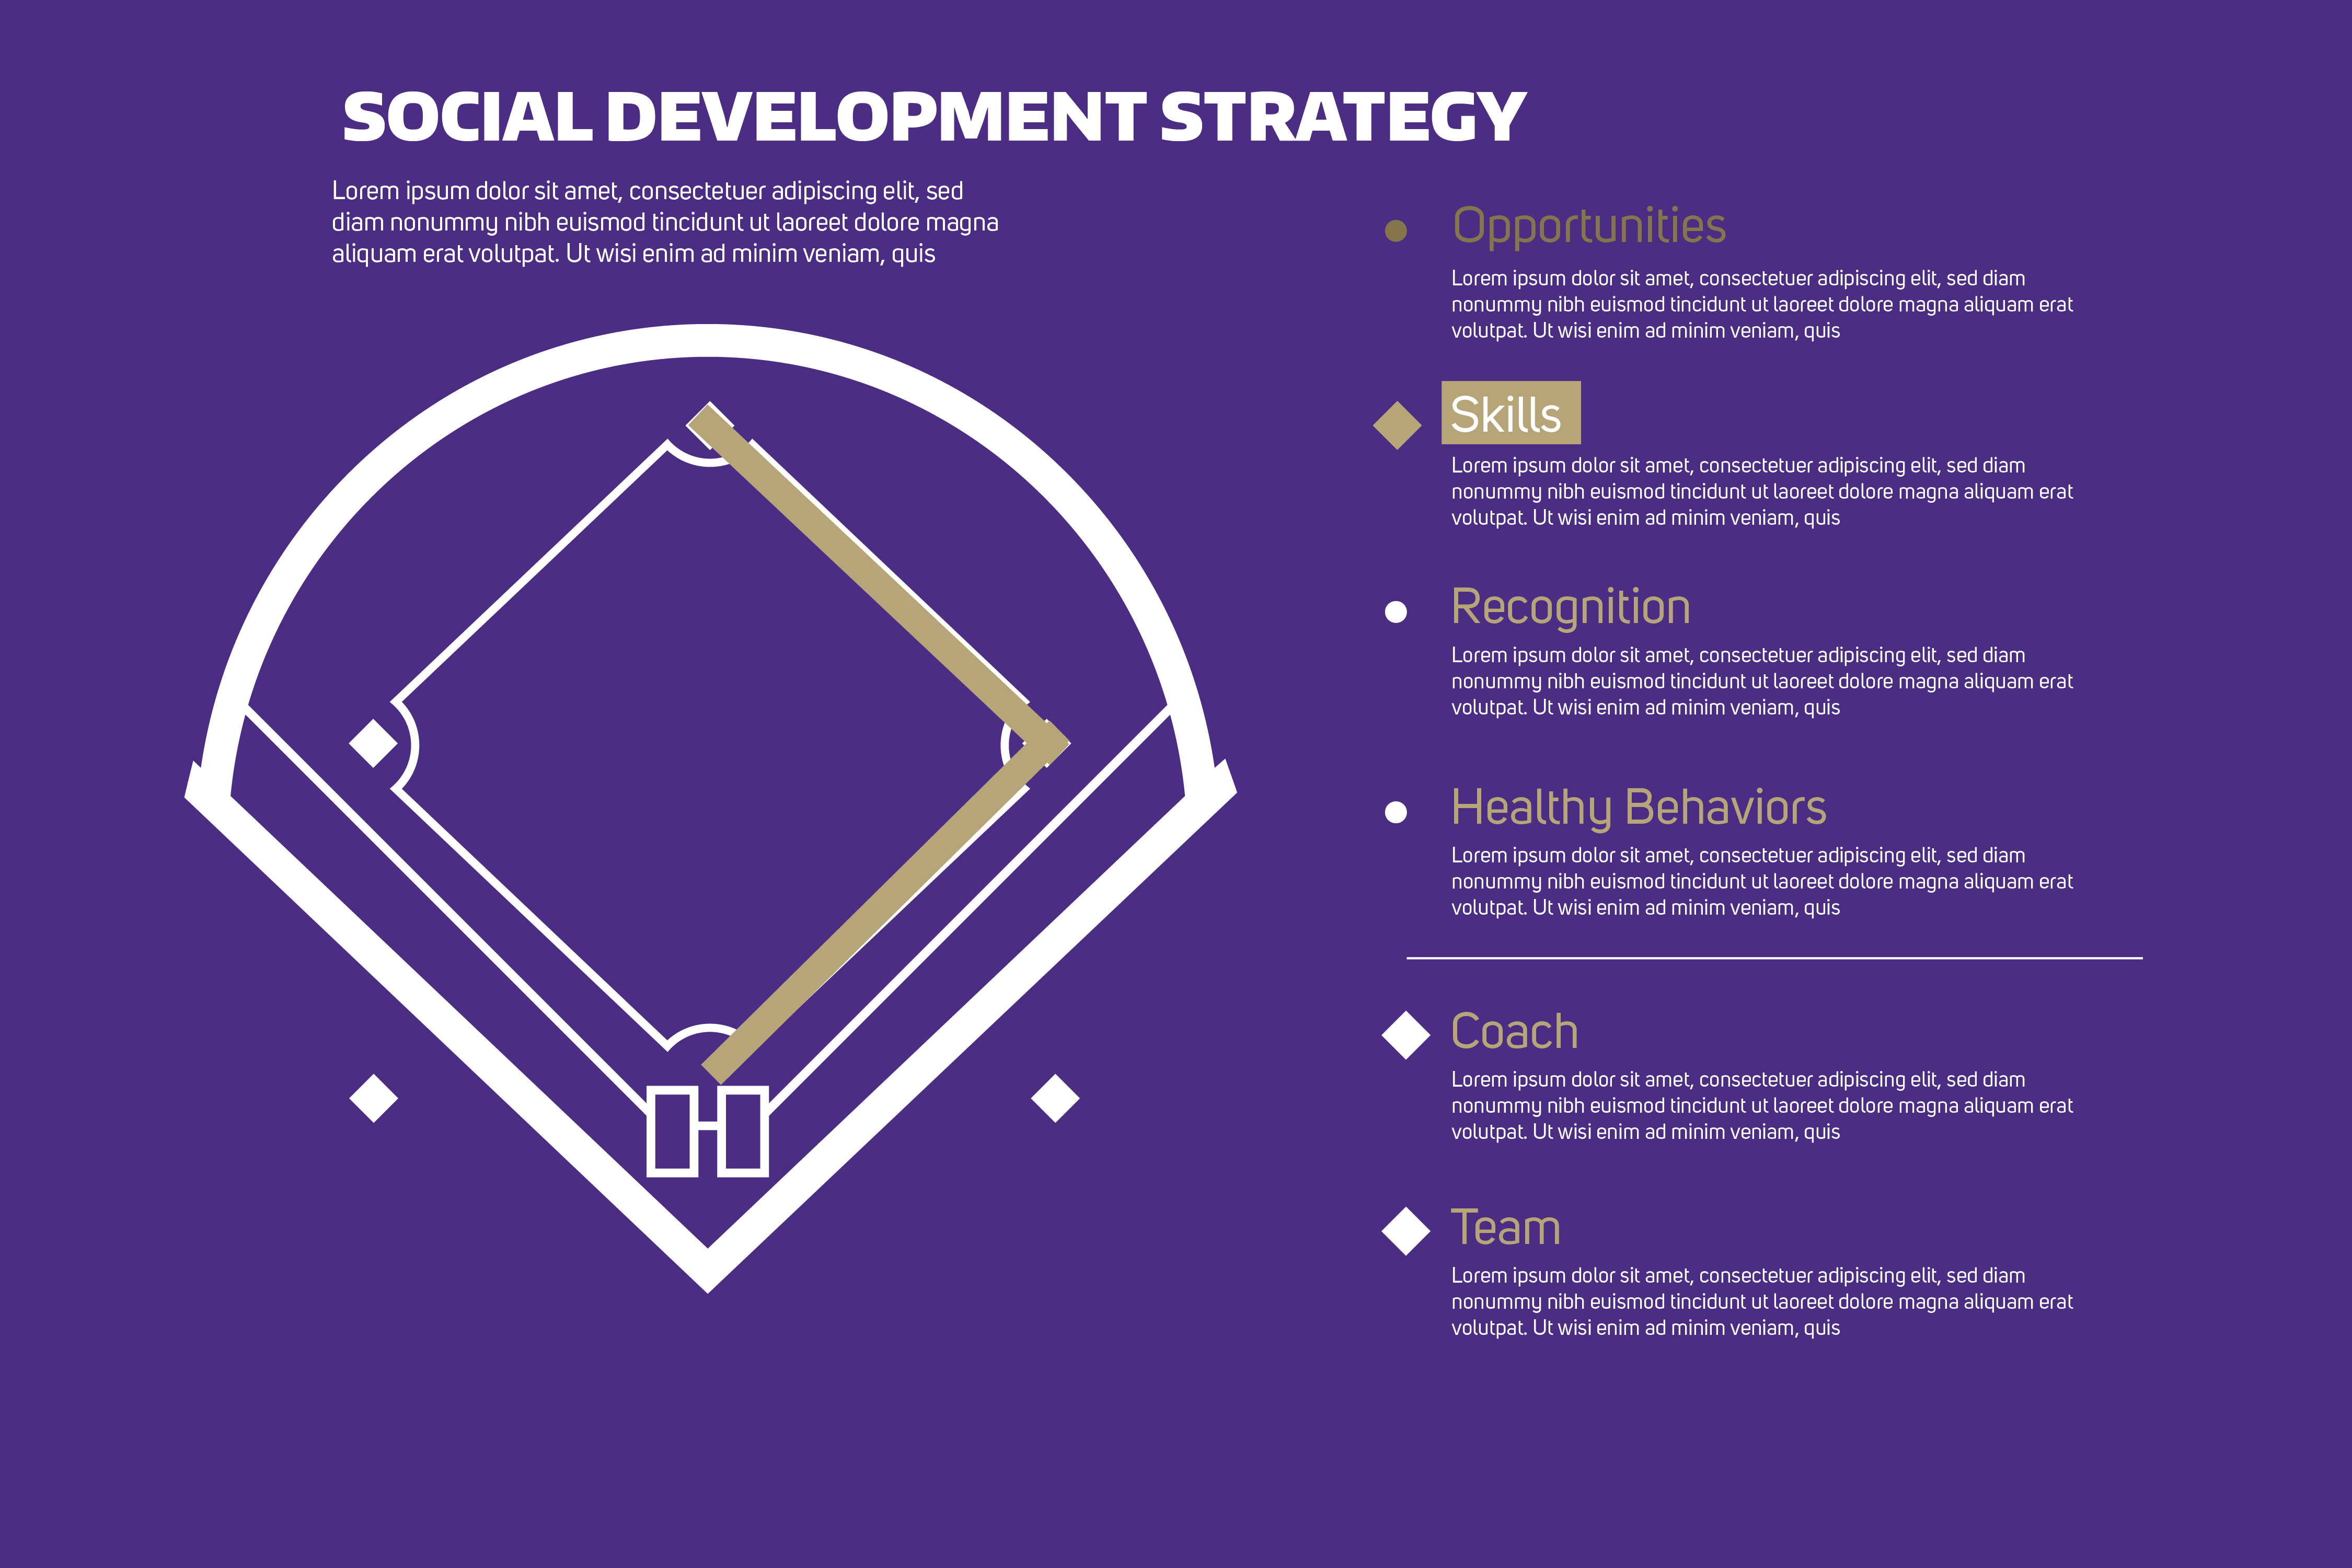 SOCIAL DEVELOPMENT STRATEGY
Lorem ipsum dolor sit amet, consectetuer adipiscing elit, sed
diam nonummy nibh euismod tincidunt ut laoreet dolore magna
aliquam erat volutpat. Ut wisi enim ad minim veniam, quis
Opportunities
Lorem ipsum dolor sit amet, consectetuer adipiscing elit, sed diam
nonummy nibh euismod tincidunt ut laoreet dolore magna aliquam erat
volutpat. Ut wisi enim ad minim veniam, quis
Skills
Lorem ipsum dolor sit amet, consectetuer adipiscing elit, sed diam
nonummy nibh euismod tincidunt ut laoreet dolore magna aliquam erat
volutpat. Ut wisi enim ad minim veniam, quis
Recognition
Lorem ipsum dolor sit amet, consectetuer adipiscing elit, sed diam
nonummy nibh euismod tincidunt ut laoreet dolore magna aliquam erat
volutpat. Ut wisi enim ad minim veniam, quis
Healthy Behaviors
Lorem ipsum dolor sit amet, consectetuer adipiscing elit, sed diam
nonummy nibh euismod tincidunt ut laoreet dolore magna aliquam erat
volutpat. Ut wisi enim ad minim veniam, quis
Coach
Lorem ipsum dolor sit amet, consectetuer adipiscing elit, sed diam
nonummy nibh euismod tincidunt ut laoreet dolore magna aliquam erat
volutpat. Ut wisi enim ad minim veniam, quis
Team
Lorem ipsum dolor sit amet, consectetuer adipiscing elit, sed diam
nonummy nibh euismod tincidunt ut laoreet dolore magna aliquam erat
volutpat. Ut wisi enim ad minim veniam, quis